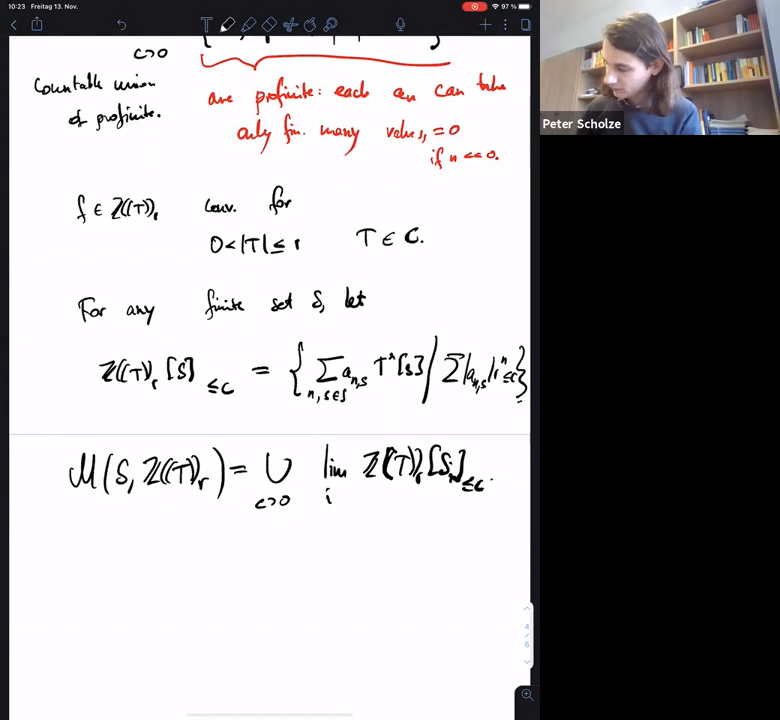 10:23 Freitag 13. Nov.
97 %
c>0
Countable union
of profinite.
are profinite: each an can take
only fin. many values, =0
if n << 0.
f ∈ ℤ((T))r conv. for
0<|T| ≤ r T ∈ ℂ.
For any finite set S, let
ℤ((T))r [S] ≤c = { Σ n,s∈S an,s Tⁿ [s] / Σ |an,s| rⁿ ≤ c }
M(S, ℤ((T))r) = ∪ c>0 lim i ℤ((T))r [Si] ≤c.
Peter Scholze
4
/
6